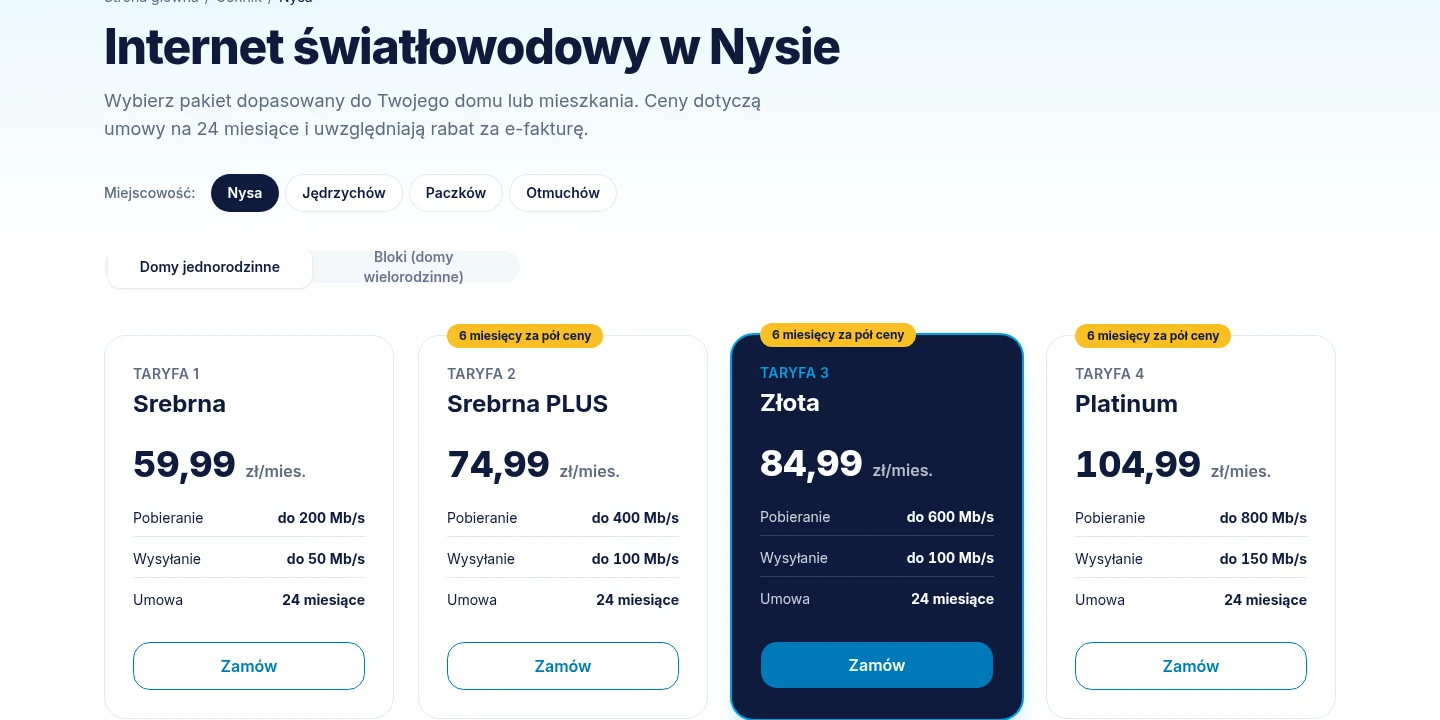 Strona główna / Cennik / Nysa
Internet światłowodowy w Nysie
Wybierz pakiet dopasowany do Twojego domu lub mieszkania. Ceny dotyczą
umowy na 24 miesiące i uwzględniają rabat za e-fakturę.
Miejscowość: Nysa Jędrzychów Paczków Otmuchów
Domy jednorodzinne
Bloki (domy
wielorodzinne)
6 miesięcy za pół ceny
6 miesięcy za pół ceny
6 miesięcy za pół ceny
TARYFA 1
Srebrna
59,99 zł/mies.
Pobieranie do 200 Mb/s
Wysyłanie do 50 Mb/s
Umowa 24 miesiące
Zamów
TARYFA 2
Srebrna PLUS
74,99 zł/mies.
Pobieranie do 400 Mb/s
Wysyłanie do 100 Mb/s
Umowa 24 miesiące
Zamów
TARYFA 3
Złota
84,99 zł/mies.
Pobieranie do 600 Mb/s
Wysyłanie do 100 Mb/s
Umowa 24 miesiące
Zamów
TARYFA 4
Platinum
104,99 zł/mies.
Pobieranie do 800 Mb/s
Wysyłanie do 150 Mb/s
Umowa 24 miesiące
Zamów